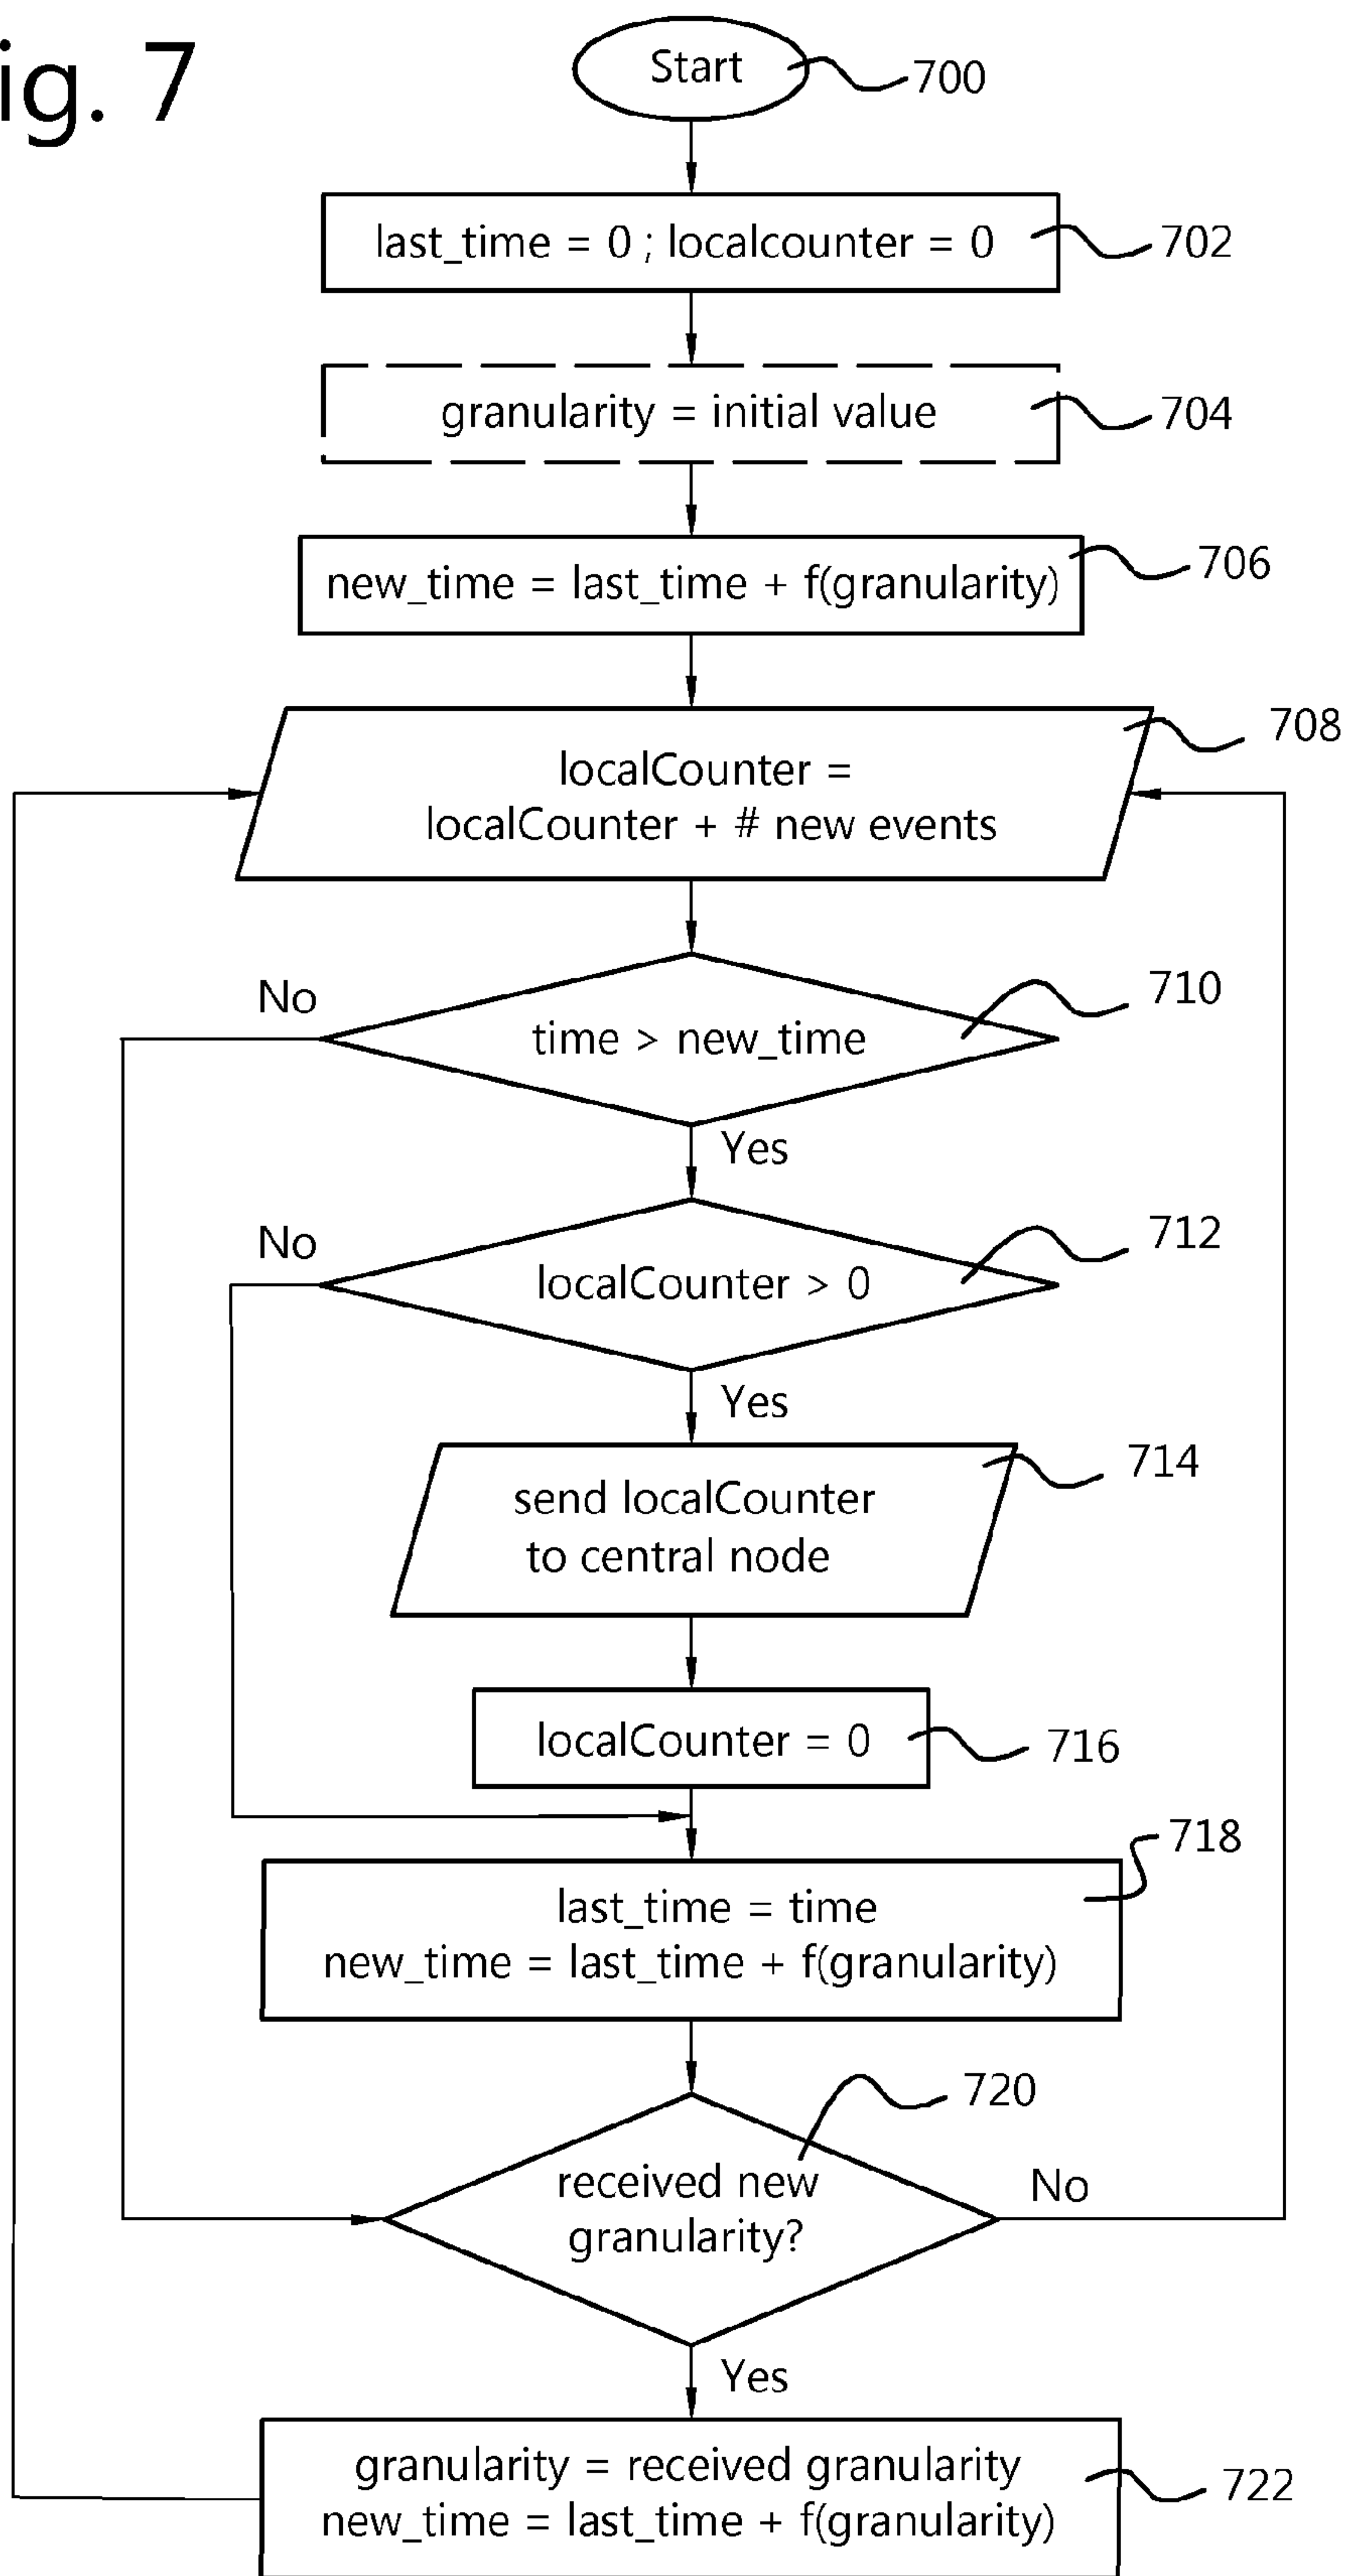 ig. 7
Start
700
last_time = 0 ; localcounter = 0
702
granularity = initial value
704
new_time = last_time + f(granularity)
706
708
localCounter =
localCounter + # new events
No
710
time > new_time
Yes
No
712
localCounter > 0
Yes
714
send localCounter
to central node
localCounter = 0
716
718
last_time = time
new_time = last_time + f(granularity)
720
received new
granularity?
No
Yes
granularity = received granularity
new_time = last_time + f(granularity)
722